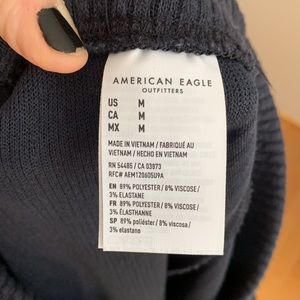 AMERICAN EAGLE
OUTFITTERS
US M
CA M
MX M
MADE IN VIETNAM / FABRIQUÉ AU
VIETNAM / HECHO EN VIETNAM
RN 54485 / CA 03973
RFC# AEM120605U9A
EN 89% POLYESTER / 8% VISCOSE /
3% ELASTANE
FR 89% POLYESTER / 8% VISCOSE /
3% ÉLASTHANNE
SP 89% poliéster / 8% viscosa /
3% elastano